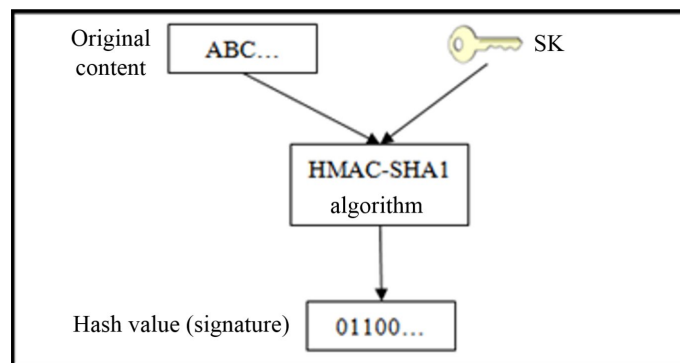 Original
content
ABC...
SK
HMAC-SHA1
algorithm
Hash value (signature)
01100...